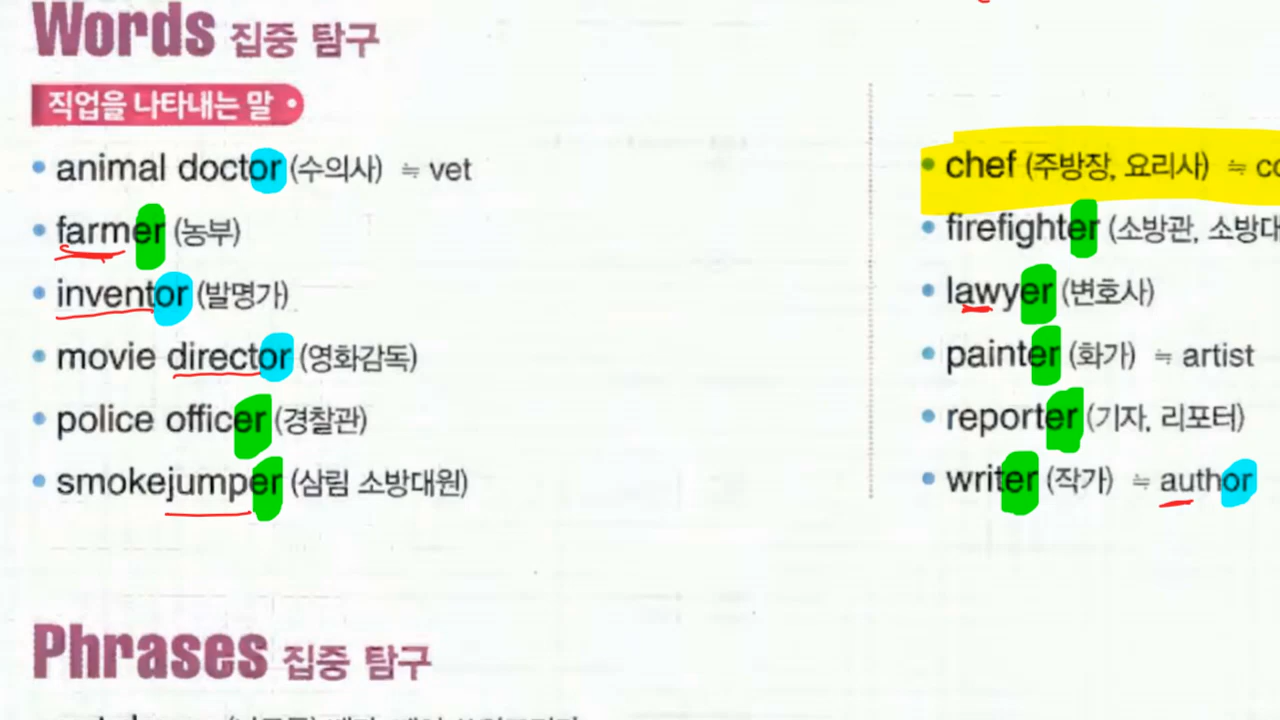 Words 집중 탐구
직업을 나타내는 말
• animal doctor (수의사) ≒ vet
• farmer (농부)
• inventor (발명가)
• movie director (영화감독)
• police officer (경찰관)
• smokejumper (삼림 소방대원)
• chef (주방장, 요리사) ≒
• firefighter (소방관,
• lawyer (변호사)
• painter (화가) ≒ artist
• reporter (기자, 리포터)
• writer (작가) ≒ author
Phrases 집중 탐구